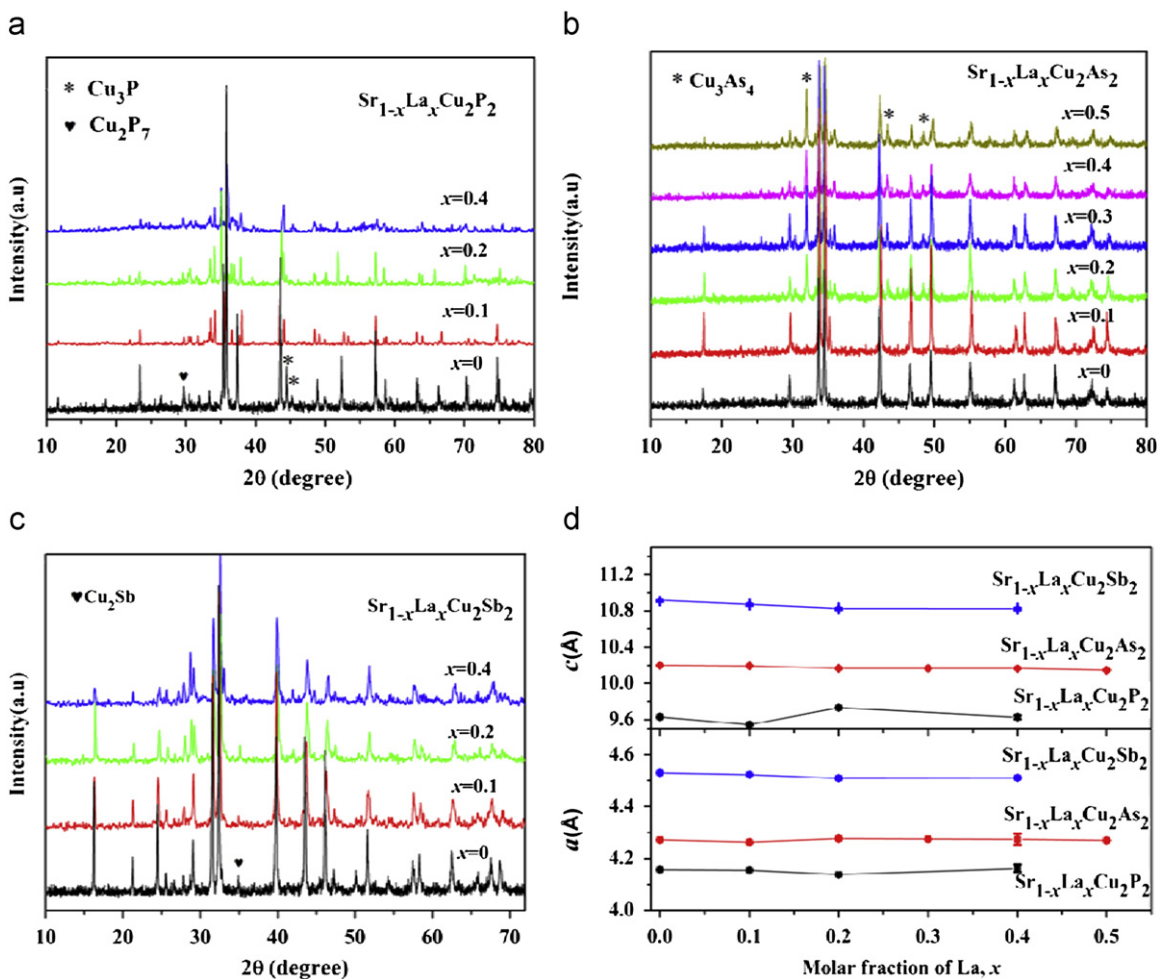 a
* Cu3P
♥ Cu2P7
Sr1-xLaxCu2P2
x=0.4
x=0.2
x=0.1
x=0
*
*
♥
Intensity(a.u)
10 20 30 40 50 60 70 80
2θ (degree)
b
* Cu3As4
*
Sr1-xLaxCu2As2
x=0.5
*
*
x=0.4
x=0.3
x=0.2
x=0.1
x=0
Intensity(a.u)
10 20 30 40 50 60 70 80
2θ (degree)
c
♥Cu2Sb
Sr1-xLaxCu2Sb2
x=0.4
x=0.2
x=0.1
x=0
♥
Intensity(a.u)
10 20 30 40 50 60 70
2θ (degree)
d
11.2
10.8
10.4
10.0
9.6
c(Å)
Sr1-xLaxCu2Sb2
Sr1-xLaxCu2As2
Sr1-xLaxCu2P2
4.6
4.4
4.2
4.0
a(Å)
Sr1-xLaxCu2Sb2
Sr1-xLaxCu2As2
Sr1-xLaxCu2P2
0.0 0.1 0.2 0.3 0.4 0.5
Molar fraction of La, x